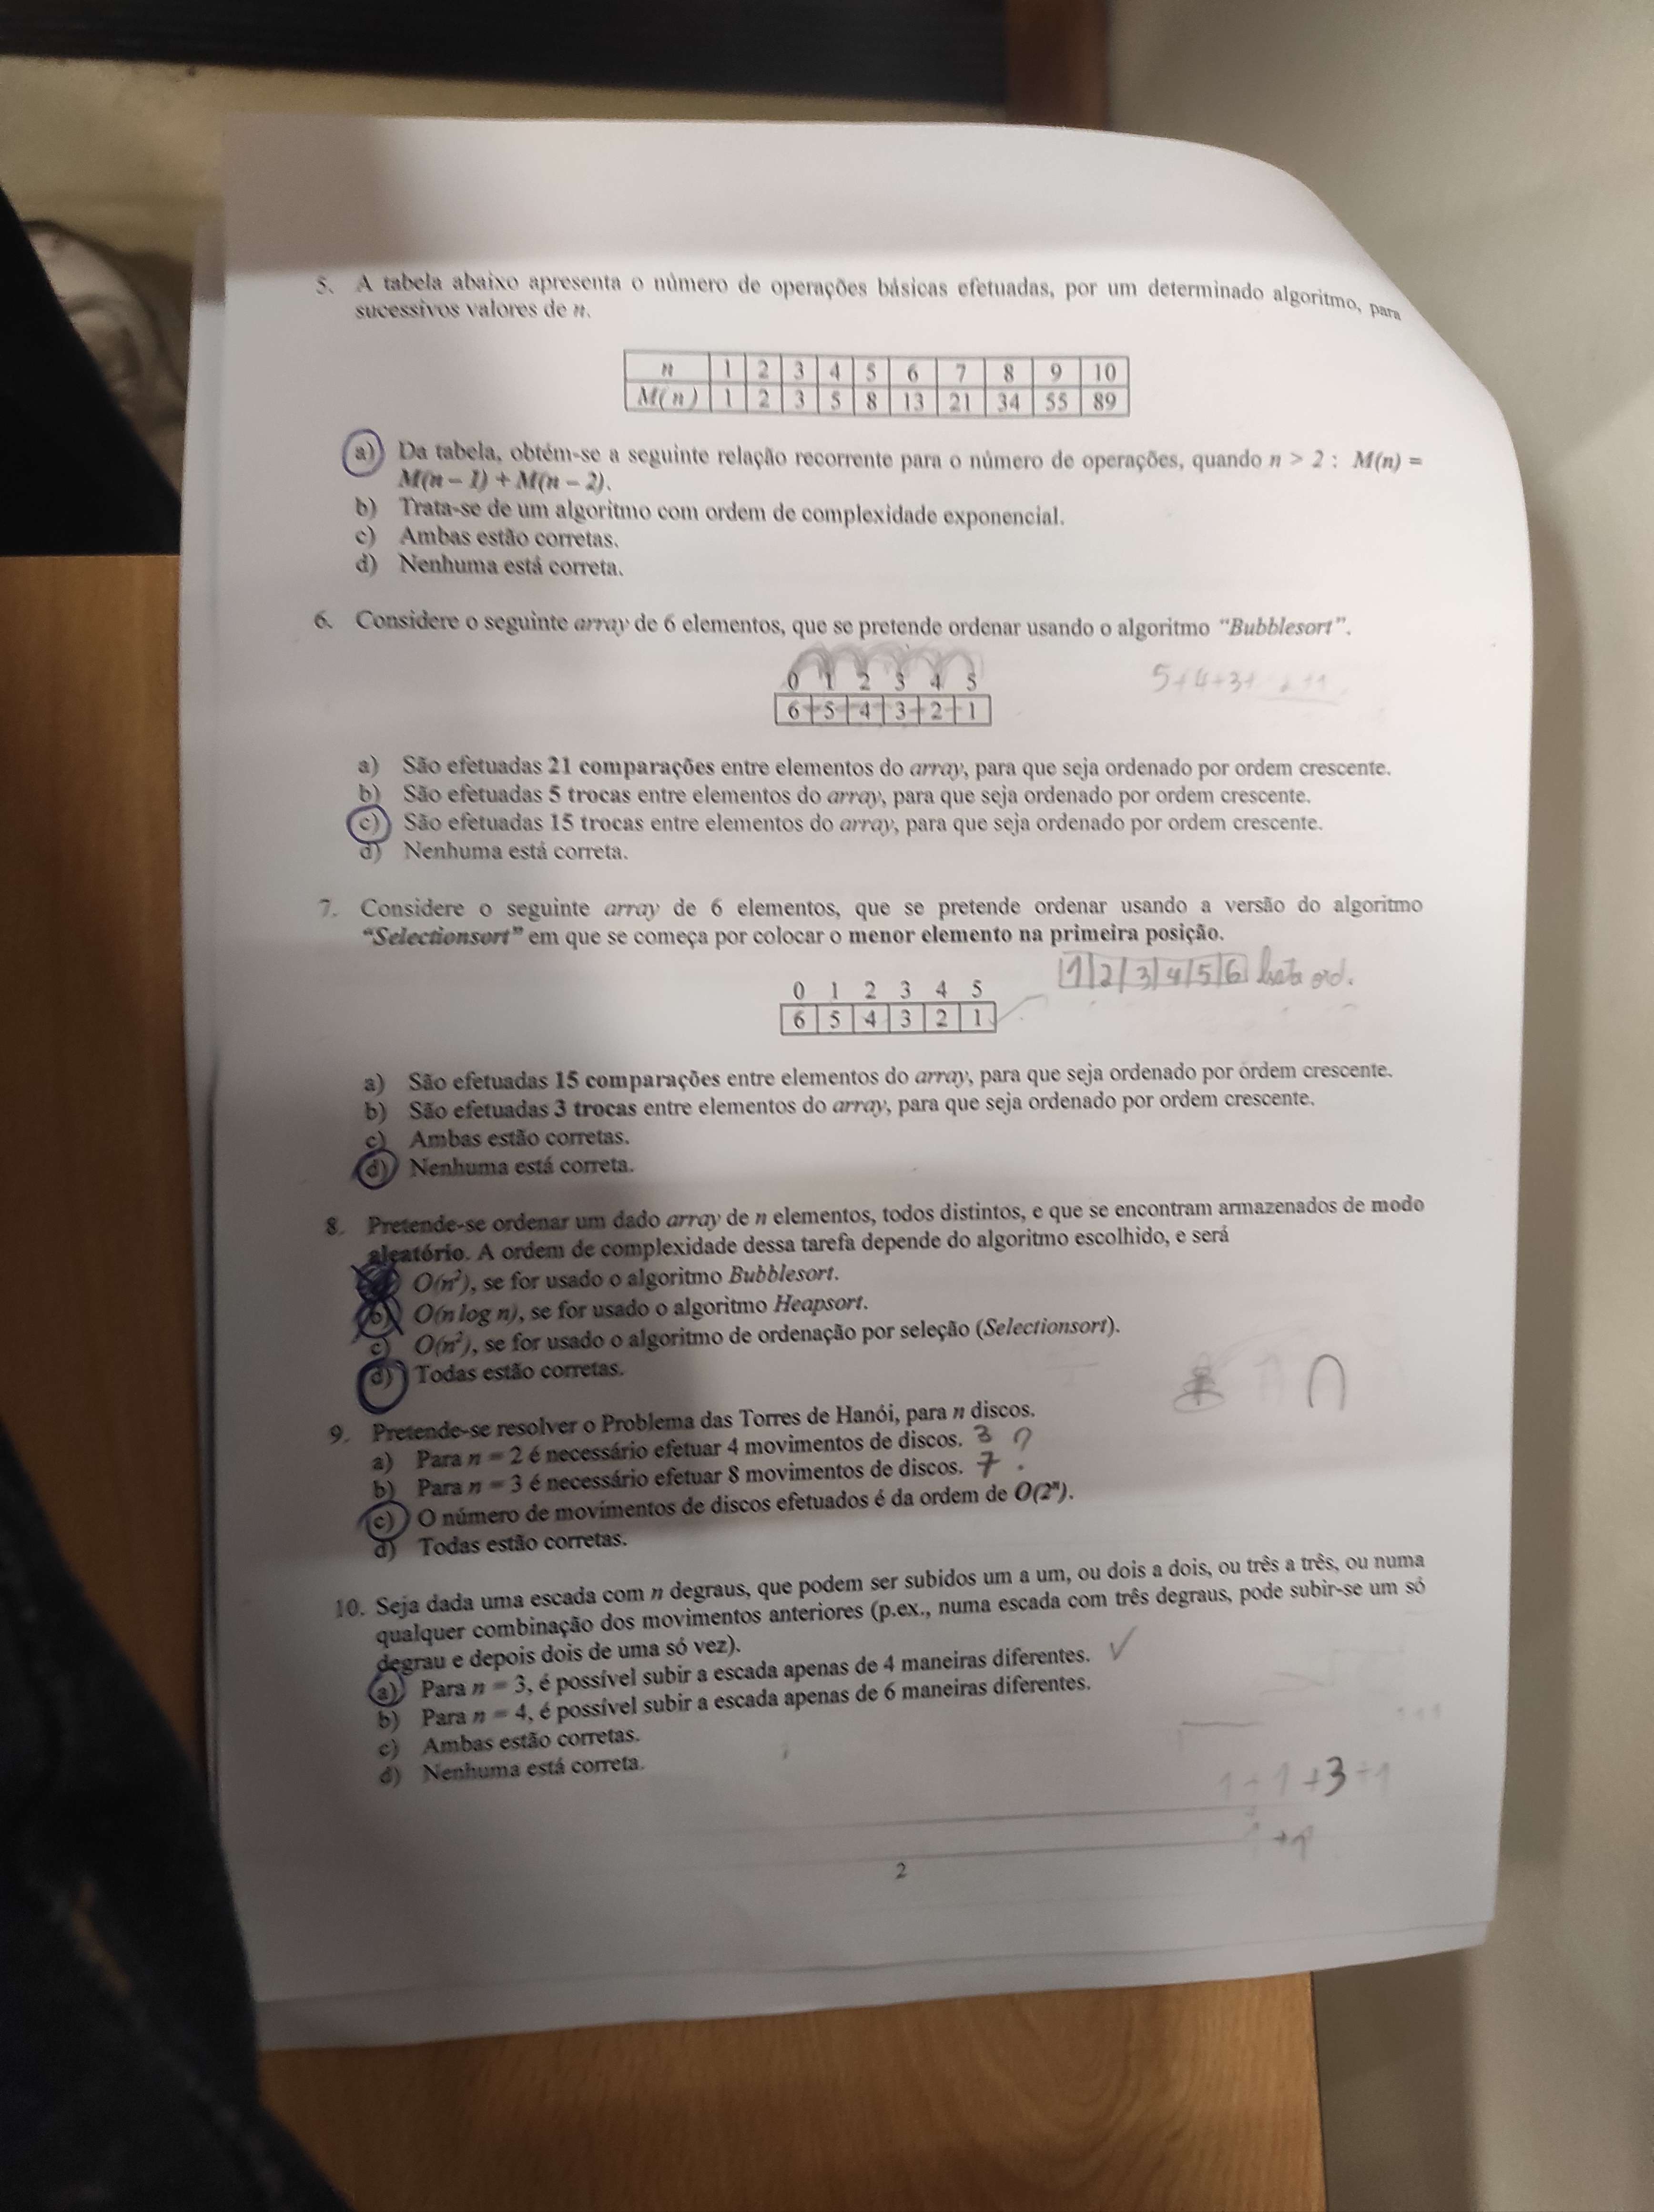 5. A tabela abaixo apresenta o número de operações básicas efetuadas, por um determinado algoritmo, para
sucessivos valores de n.
n 1 2 3 4 5 6 7 8 9 10
M(n) 1 2 3 5 8 13 21 34 55 89
a) Da tabela, obtém-se a seguinte relação recorrente para o número de operações, quando n > 2 : M(n) =
M(n – 1) + M(n – 2).
b) Trata-se de um algoritmo com ordem de complexidade exponencial.
c) Ambas estão corretas.
d) Nenhuma está correta.
6. Considere o seguinte array de 6 elementos, que se pretende ordenar usando o algoritmo “Bubblesort”.
0 1 2 3 4 5
5+4+3+
6 5 4 3 2 1
a) São efetuadas 21 comparações entre elementos do array, para que seja ordenado por ordem crescente.
b) São efetuadas 5 trocas entre elementos do array, para que seja ordenado por ordem crescente.
c) São efetuadas 15 trocas entre elementos do array, para que seja ordenado por ordem crescente.
d) Nenhuma está correta.
7. Considere o seguinte array de 6 elementos, que se pretende ordenar usando a versão do algoritmo
“Selectionsort” em que se começa por colocar o menor elemento na primeira posição.
1 2 3 4 5 6 ord.
0 1 2 3 4 5
6 5 4 3 2 1
a) São efetuadas 15 comparações entre elementos do array, para que seja ordenado por ordem crescente.
b) São efetuadas 3 trocas entre elementos do array, para que seja ordenado por ordem crescente.
c) Ambas estão corretas.
d) Nenhuma está correta.
8. Pretende-se ordenar um dado array de n elementos, todos distintos, e que se encontram armazenados de modo
aleatório. A ordem de complexidade dessa tarefa depende do algoritmo escolhido, e será
O(n²), se for usado o algoritmo Bubblesort.
b) O(n log n), se for usado o algoritmo Heapsort.
c) O(n²), se for usado o algoritmo de ordenação por seleção (Selectionsort).
d) Todas estão corretas.
9. Pretende-se resolver o Problema das Torres de Hanói, para n discos.
a) Para n = 2 é necessário efetuar 4 movimentos de discos. 3 ?
b) Para n = 3 é necessário efetuar 8 movimentos de discos. 7
c) O número de movimentos de discos efetuados é da ordem de O(2ⁿ).
d) Todas estão corretas.
10. Seja dada uma escada com n degraus, que podem ser subidos um a um, ou dois a dois, ou três a três, ou numa
qualquer combinação dos movimentos anteriores (p.ex., numa escada com três degraus, pode subir-se um só
degrau e depois dois de uma só vez).
a) Para n = 3, é possível subir a escada apenas de 4 maneiras diferentes. ✓
b) Para n = 4, é possível subir a escada apenas de 6 maneiras diferentes.
c) Ambas estão corretas.
d) Nenhuma está correta.
1+1+3+1
+1
2